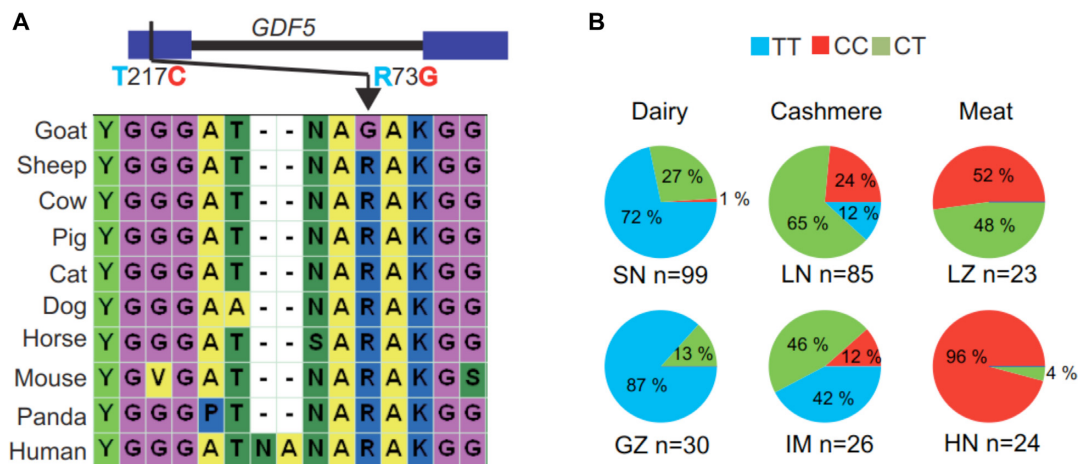 A
GDF5
T217C R73G
Goat Y G G G A T - - N A G A K G G
Sheep Y G G G A T - - N A R A K G G
Cow Y G G G A T - - N A R A K G G
Pig Y G G G A T - - N A R A K G G
Cat Y G G G A T - - N A R A K G G
Dog Y G G G A A - - N A R A K G G
Horse Y G G G A T - - S A R A K G G
Mouse Y G V G A T - - N A R A K G S
Panda Y G G G P T - - N A R A K G G
Human Y G G G A T N A N A R A K G G
B
TT CC CT
Dairy Cashmere Meat
27 % 1 % 72 %
24 % 12 % 65 %
52 % 48 %
SN n=99 LN n=85 LZ n=23
13 % 87 %
46 % 12 % 42 %
96 % 4 %
GZ n=30 IM n=26 HN n=24